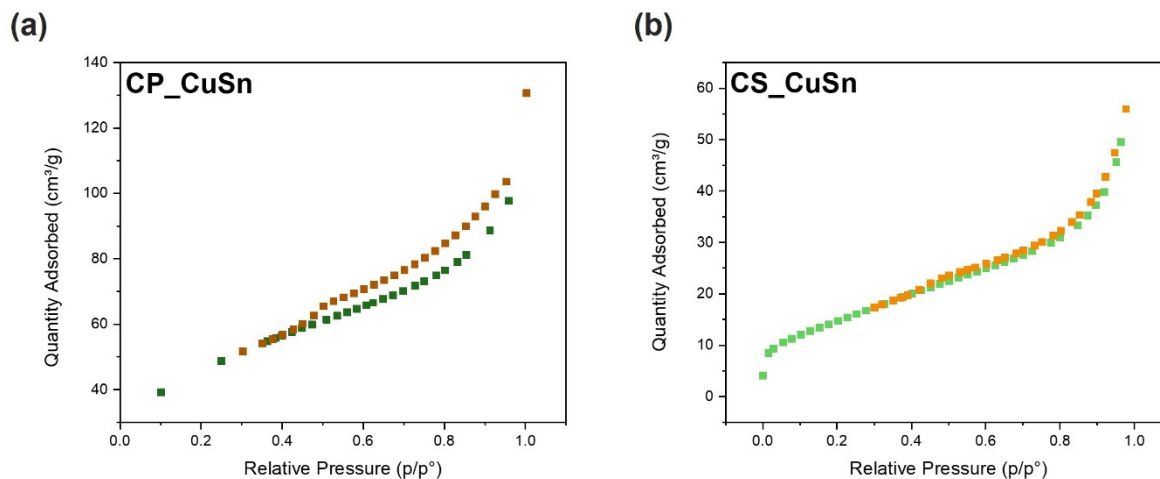 (a)
CP_CuSn
Quantity Adsorbed (cm³/g)
140
120
100
80
60
40
0.0 0.2 0.4 0.6 0.8 1.0
Relative Pressure (p/p°)
(b)
CS_CuSn
Quantity Adsorbed (cm³/g)
60
50
40
30
20
10
0
0.0 0.2 0.4 0.6 0.8 1.0
Relative Pressure (p/p°)